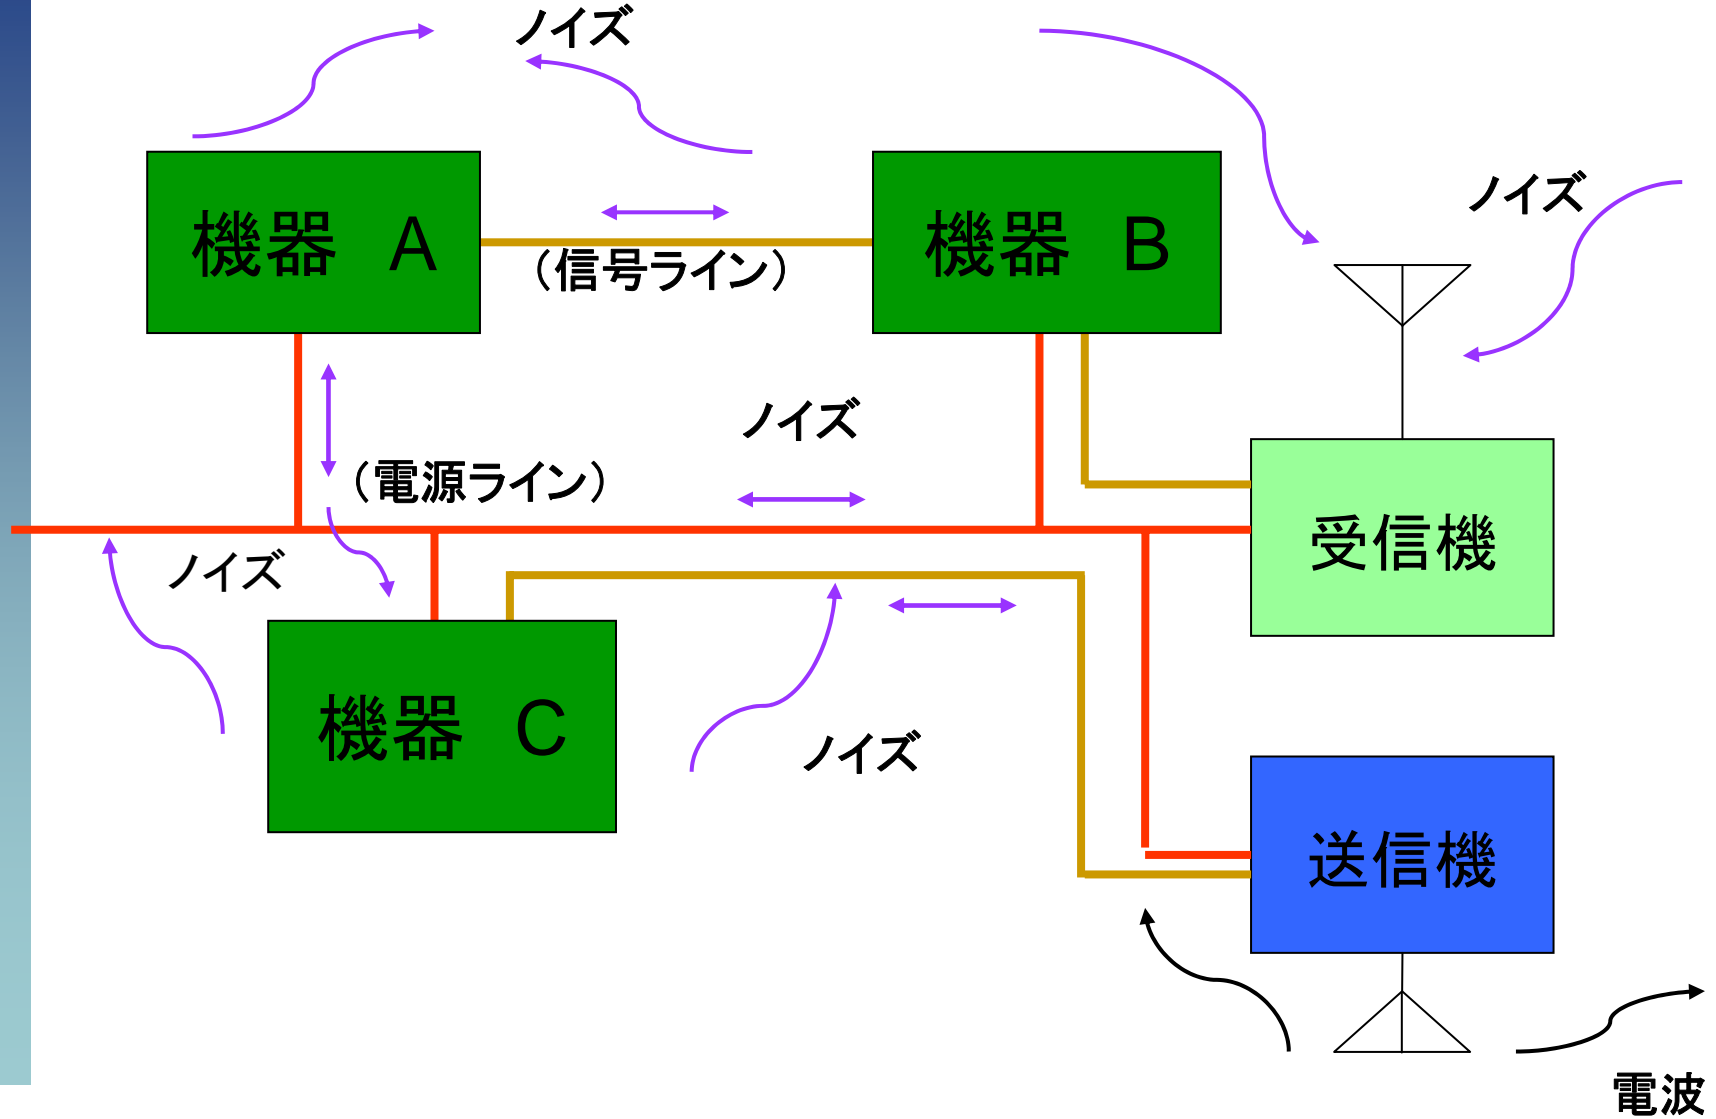 ノイズ
ノイズ
機器 A
機器 B
（信号ライン）
ノイズ
（電源ライン）
受信機
ノイズ
機器 C
ノイズ
送信機
電波